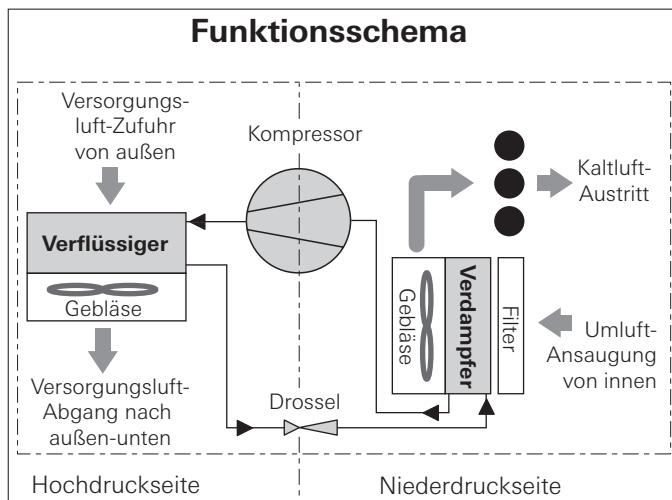 Funktionsschema
Versorgungs-
luft-Zufuhr
von außen
Kompressor
Kaltluft-
Austritt
Verflüssiger
Gebläse
Gebläse
Verdampfer
Filter
Umluft-
Ansaugung
von innen
Versorgungsluft-
Abgang nach
außen-unten
Drossel
Hochdruckseite
Niederdruckseite